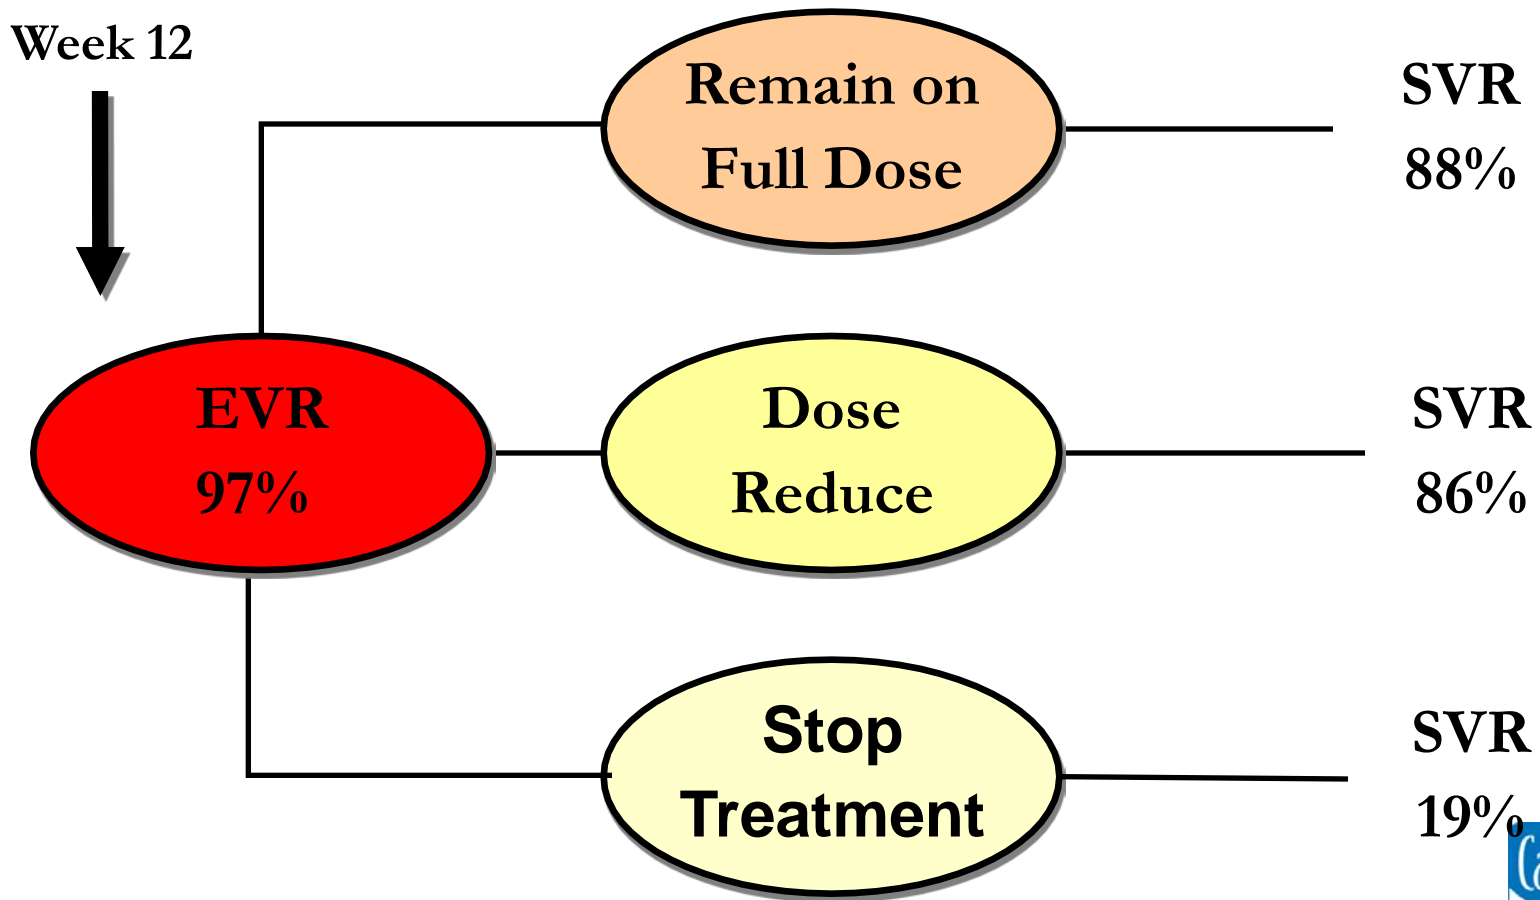 Week 12
Remain on
Full Dose
SVR
88%
EVR
97%
Dose
Reduce
SVR
86%
Stop
Treatment
SVR
19%